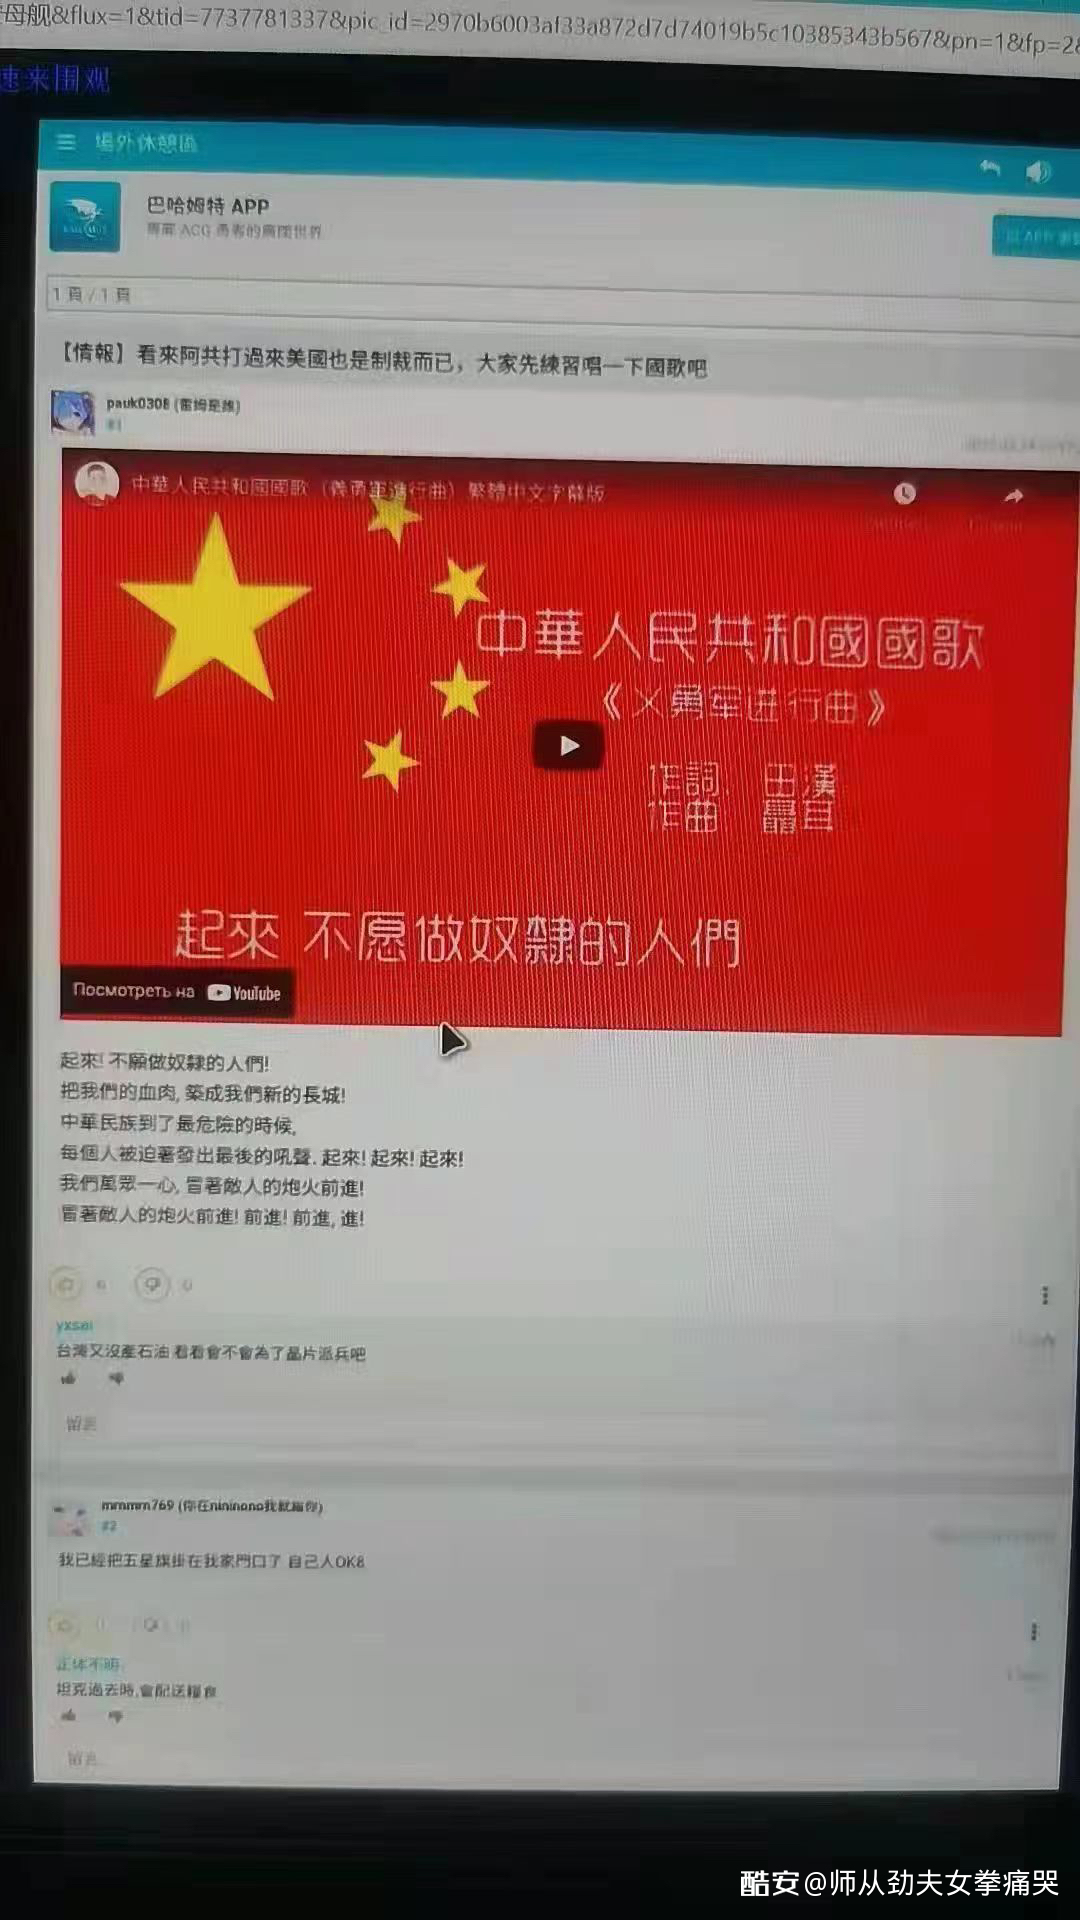 母舰&flux=1&tid=7737781337&pic_id=2970b6003af33a872d7d74019b5c10385343b567&pn=1&fp=2&
速来围观
場外休憩區
巴哈姆特 APP
專屬 ACG 勇者的廣闊世界
1 頁 / 1 頁
【情報】看來阿共打過來美國也是制裁而已，大家先練習唱一下國歌吧
pauk0308 (雷姆是誰)
#1
中華人民共和國國歌（義勇軍進行曲）繁體中文字幕版
中華人民共和國國歌
《义勇军进行曲》
作詞 田漢
作曲 聶耳
起來 不愿做奴隸的人們
Посмотреть на YouTube
起來! 不願做奴隸的人們!
把我們的血肉, 築成我們新的長城!
中華民族到了最危險的時候,
每個人被迫著發出最後的吼聲. 起來! 起來! 起來!
我們萬眾一心, 冒著敵人的炮火前進!
冒著敵人的炮火前進! 前進! 前進, 進!
6 0
yxsai
台灣又沒產石油 看看會不會為了晶片派兵吧
留言
mmmm769 (你在nininono我就貓你)
#2
我已經把五星旗掛在我家門口了 自己人OK8
正体不明
坦克過去時,會配送糧食
留言
酷安@师从劲夫女拳痛哭